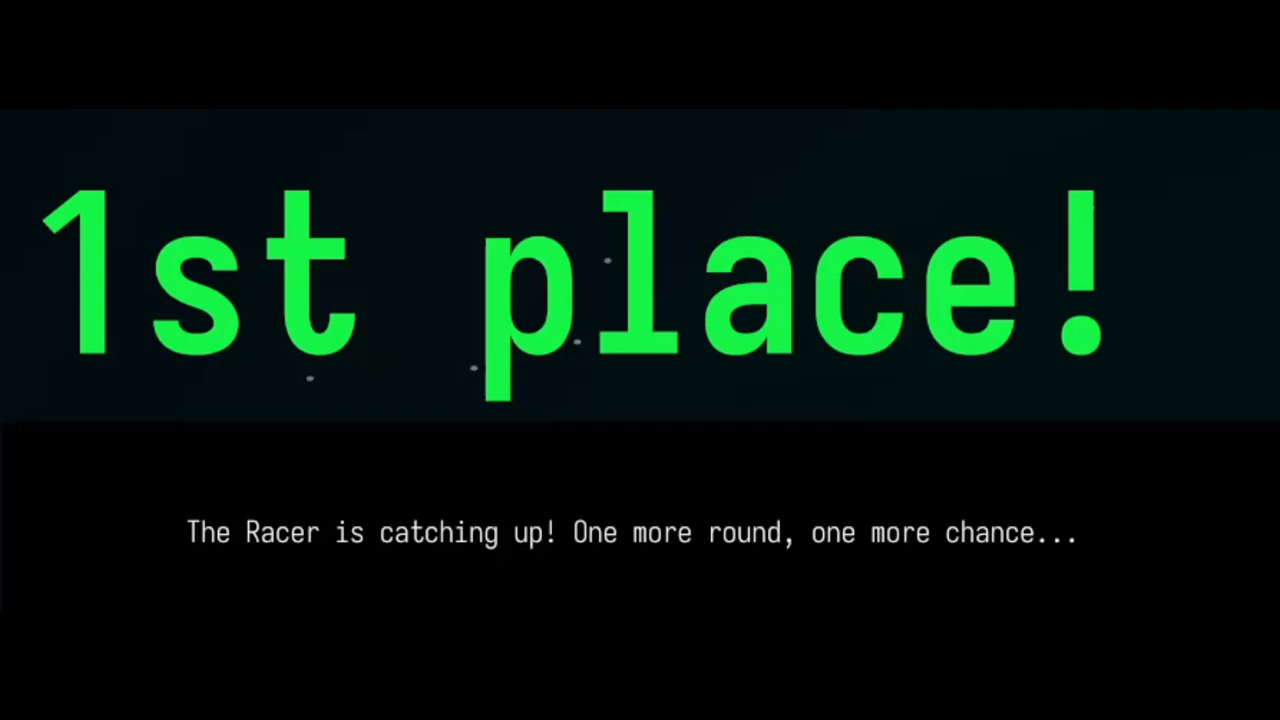 1st place!
The Racer is catching up! One more round, one more chance...